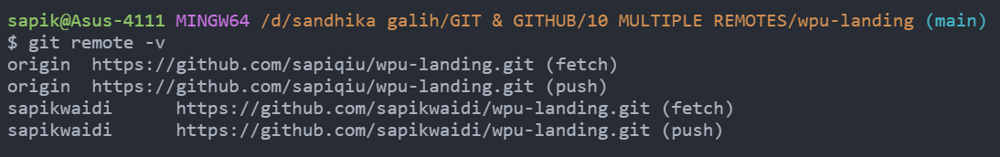 sapik@Asus-4111 MINGW64 /d/sandhika galih/GIT & GITHUB/10 MULTIPLE REMOTES/wpu-landing (main)
$ git remote -v
origin  https://github.com/sapiqiu/wpu-landing.git (fetch)
origin  https://github.com/sapiqiu/wpu-landing.git (push)
sapikwaidi      https://github.com/sapikwaidi/wpu-landing.git (fetch)
sapikwaidi      https://github.com/sapikwaidi/wpu-landing.git (push)